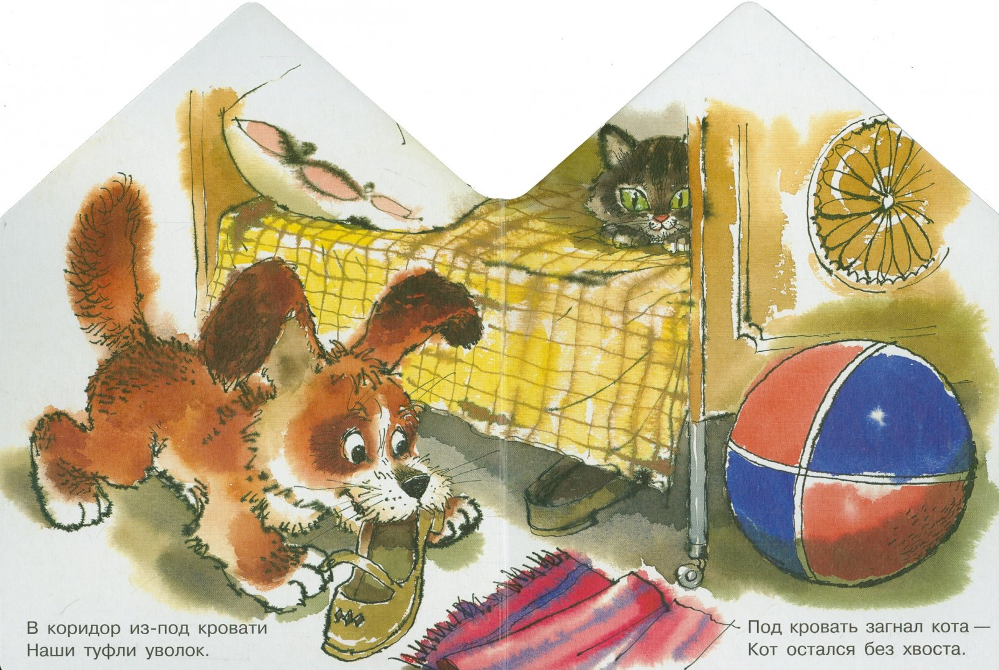 В коридор из-под кровати
Наши туфли уволок.
Под кровать загнал кота —
Кот остался без хвоста.